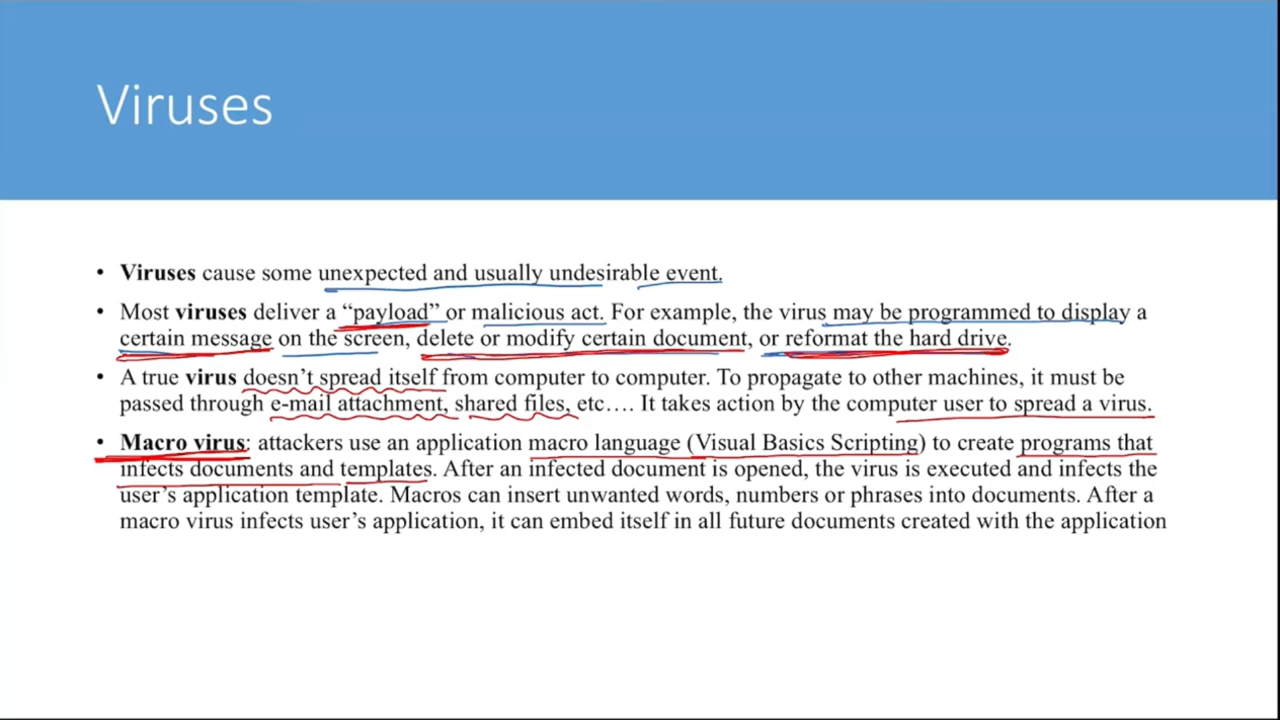 Viruses
• Viruses cause some unexpected and usually undesirable event.
• Most viruses deliver a “payload” or malicious act. For example, the virus may be programmed to display a
certain message on the screen, delete or modify certain document, or reformat the hard drive.
• A true virus doesn’t spread itself from computer to computer. To propagate to other machines, it must be
passed through e-mail attachment, shared files, etc…. It takes action by the computer user to spread a virus.
• Macro virus: attackers use an application macro language (Visual Basics Scripting) to create programs that
infects documents and templates. After an infected document is opened, the virus is executed and infects the
user’s application template. Macros can insert unwanted words, numbers or phrases into documents. After a
macro virus infects user’s application, it can embed itself in all future documents created with the application